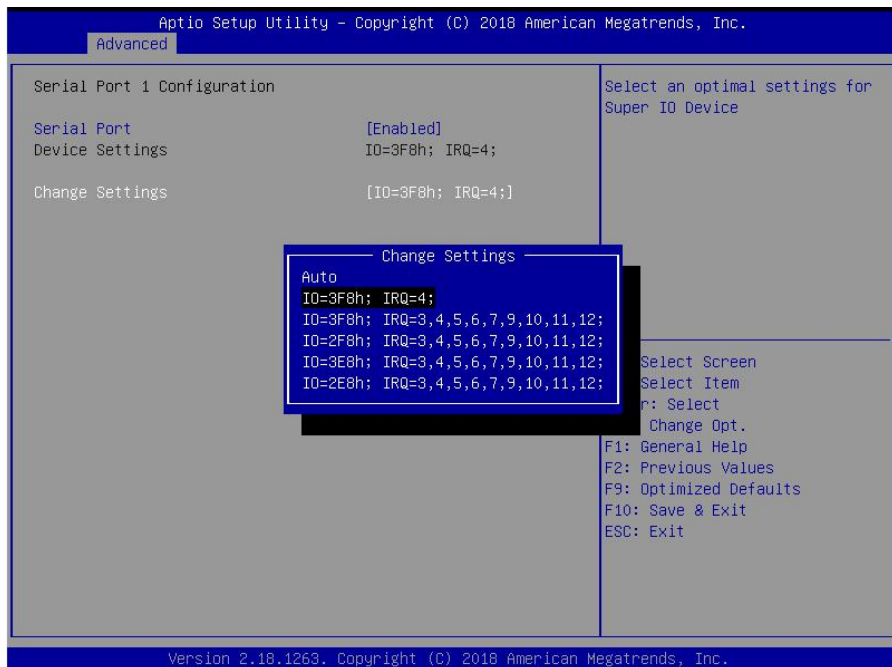 Aptio Setup Utility – Copyright (C) 2018 American Megatrends, Inc.
Advanced
Serial Port 1 Configuration
Serial Port [Enabled]
Device Settings IO=3F8h; IRQ=4;
Change Settings [IO=3F8h; IRQ=4;]
Select an optimal settings for
Super IO Device
Change Settings
Auto
IO=3F8h; IRQ=4;
IO=3F8h; IRQ=3,4,5,6,7,9,10,11,12;
IO=2F8h; IRQ=3,4,5,6,7,9,10,11,12;
IO=3E8h; IRQ=3,4,5,6,7,9,10,11,12;
IO=2E8h; IRQ=3,4,5,6,7,9,10,11,12;
Select Screen
Select Item
r: Select
Change Opt.
F1: General Help
F2: Previous Values
F9: Optimized Defaults
F10: Save & Exit
ESC: Exit
Version 2.18.1263. Copyright (C) 2018 American Megatrends, Inc.